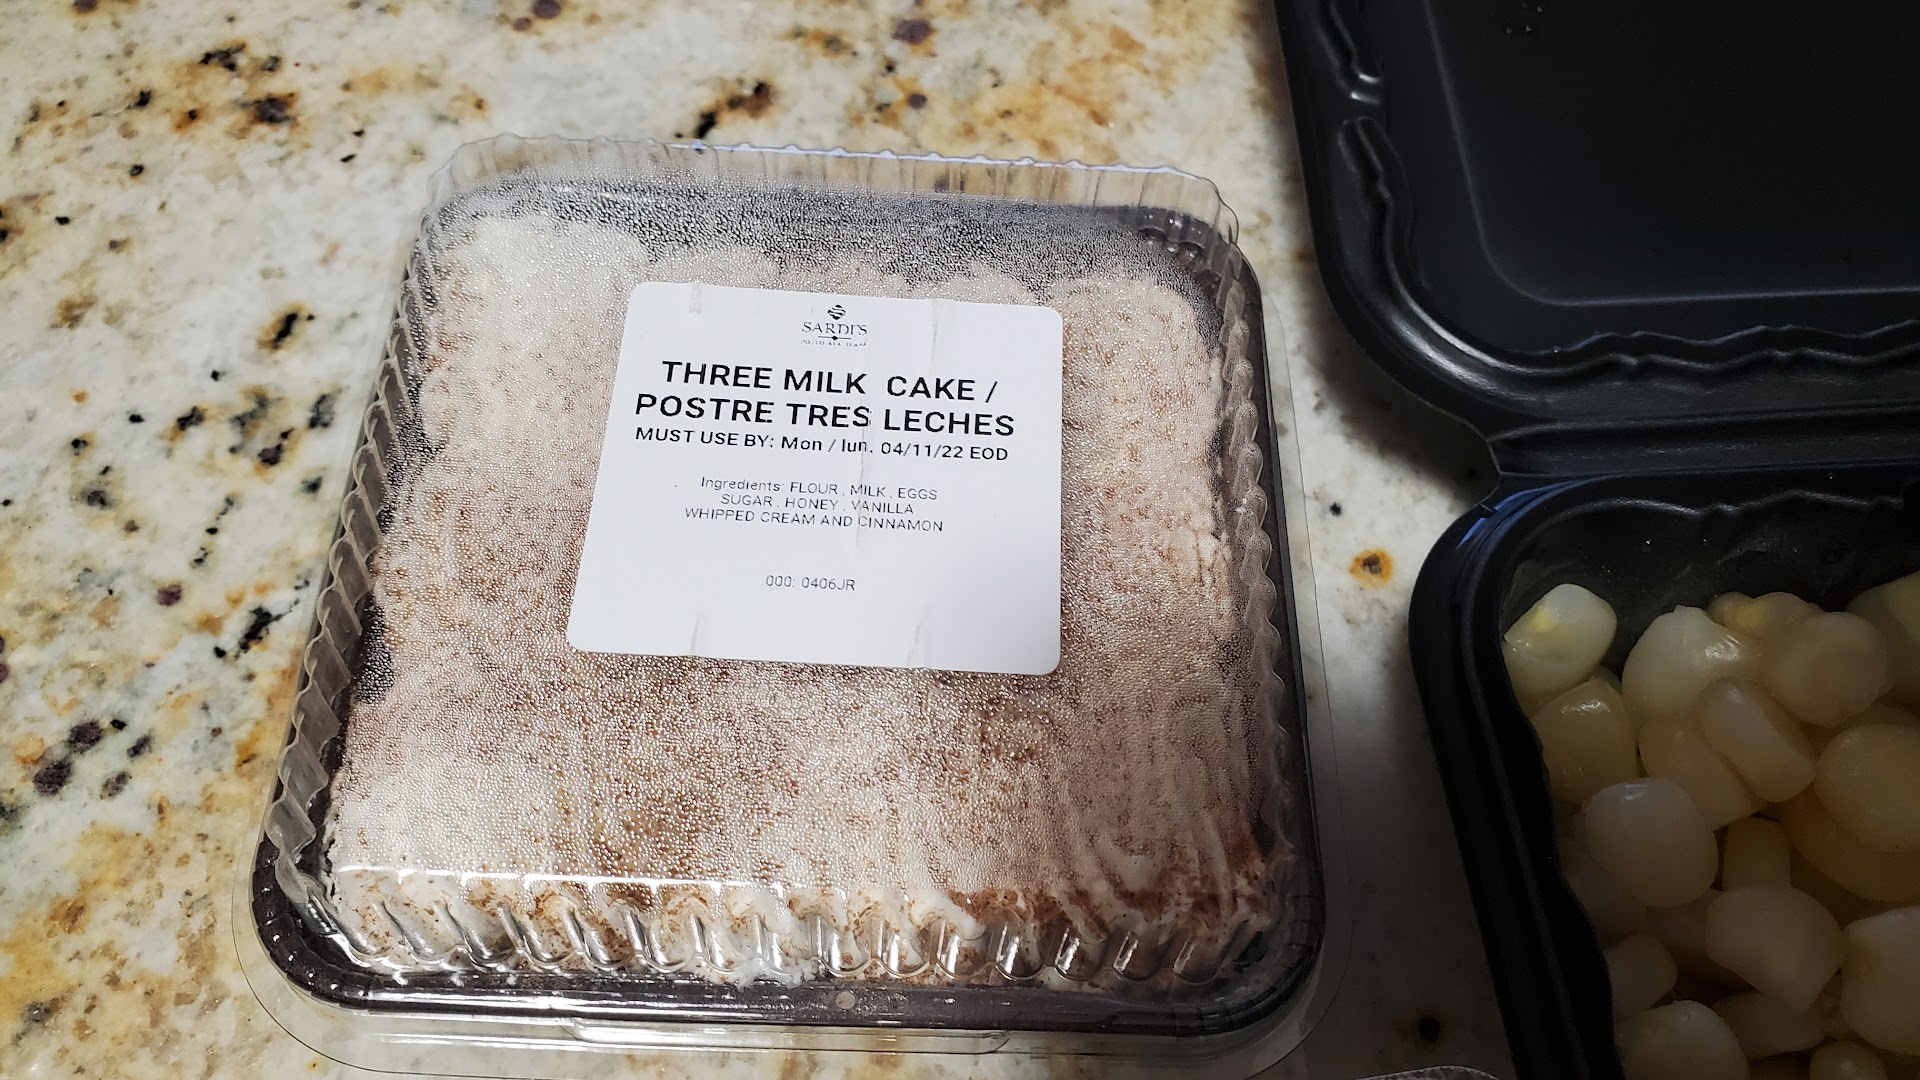 SARDI'S
THREE MILK CAKE /
POSTRE TRES LECHES
MUST USE BY: Mon / lun. 04/11/22 EOD
Ingredients: FLOUR , MILK , EGGS
SUGAR , HONEY , VANILLA
WHIPPED CREAM AND CINNAMON
000: 0406JR